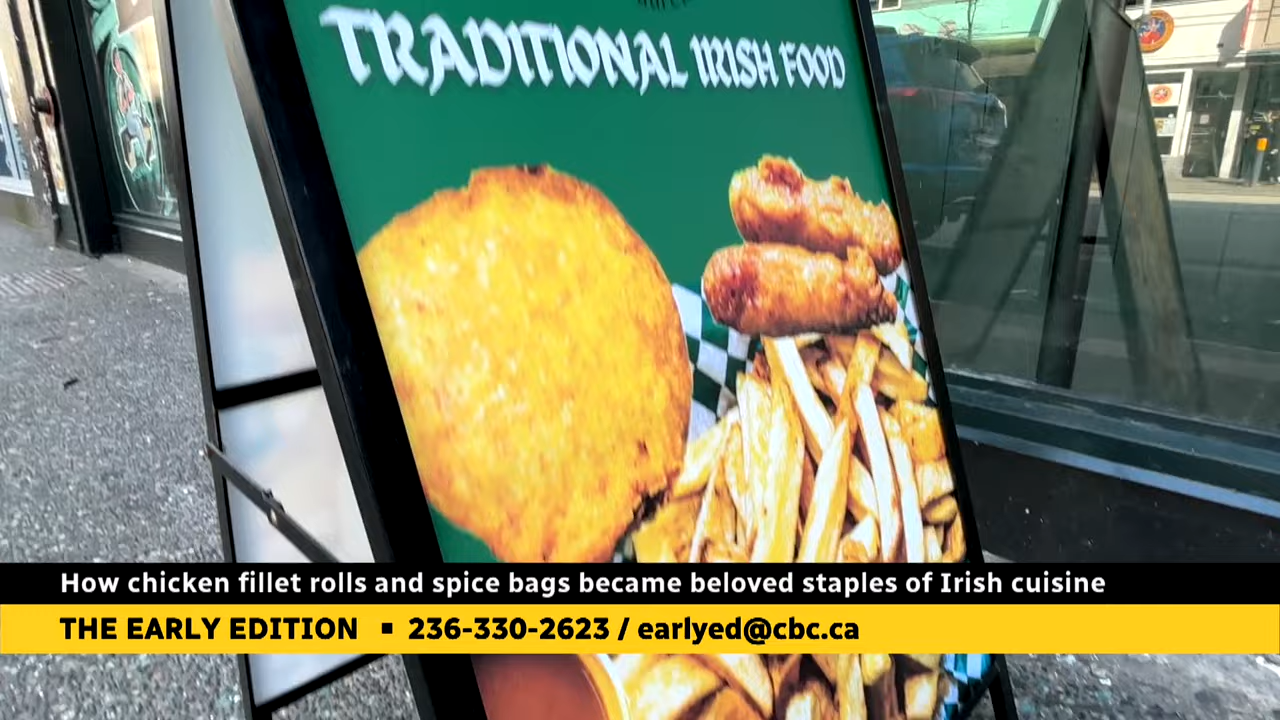 TRADITIONAL IRISH FOOD
How chicken fillet rolls and spice bags became beloved staples of Irish cuisine
THE EARLY EDITION ▪ 236-330-2623 / earlyed@cbc.ca